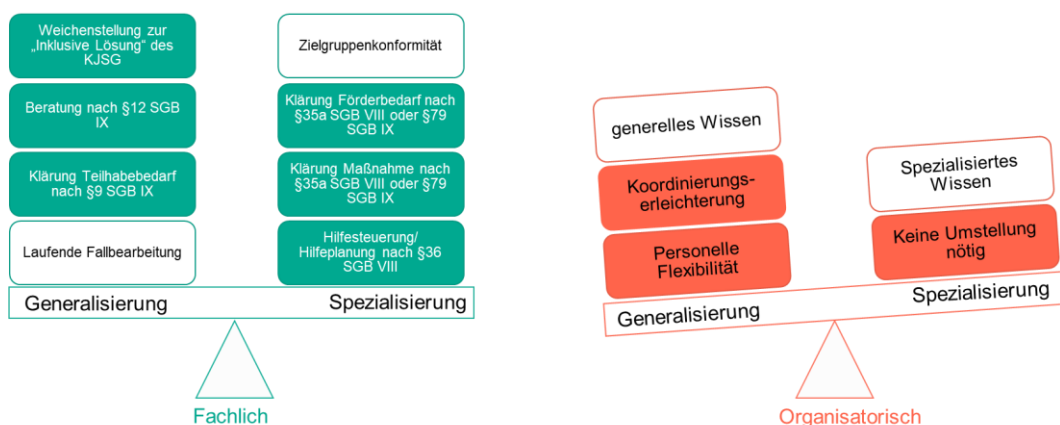 Weichenstellung zur
„Inklusive Lösung“ des
KJSG
Beratung nach §12 SGB
IX
Klärung Teilhabebedarf
nach §9 SGB IX
Laufende Fallbearbeitung
Zielgruppenkonformität
Klärung Förderbedarf nach
§35a SGB VIII oder §79
SGB IX
Klärung Maßnahme nach
§35a SGB VIII oder §79
SGB IX
Hilfesteuerung/
Hilfeplanung nach §36
SGB VIII
Generalisierung
Spezialisierung
Fachlich
generelles Wissen
Koordinierungs-
erleichterung
Personelle
Flexibilität
Spezialisiertes
Wissen
Keine Umstellung
nötig
Generalisierung
Spezialisierung
Organisatorisch